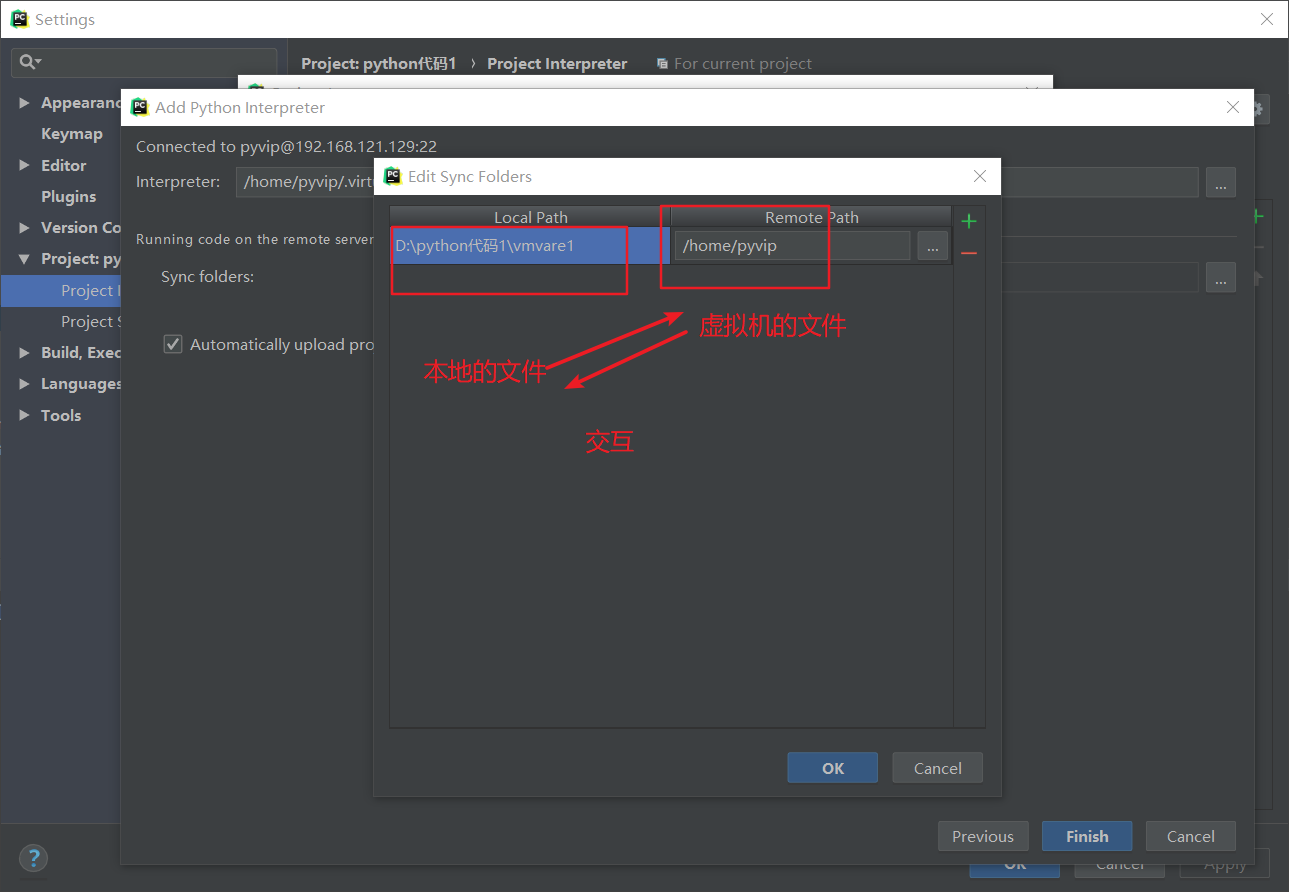 Settings
Project: python代码1 › Project Interpreter For current project
Appearanc
Keymap
Editor
Plugins
Version Co
Project: py
Project I
Project S
Build, Exec
Languages
Tools
Add Python Interpreter
Connected to pyvip@192.168.121.129:22
Interpreter: /home/pyvip/.virtu ...
Running code on the remote server
Sync folders: ...
Automatically upload pro
Edit Sync Folders
Local Path Remote Path
D:\python代码1\vmvare1 /home/pyvip ...
虚拟机的文件
本地的文件
交互
OK Cancel
Previous Finish Cancel
OK Cancel Apply
?